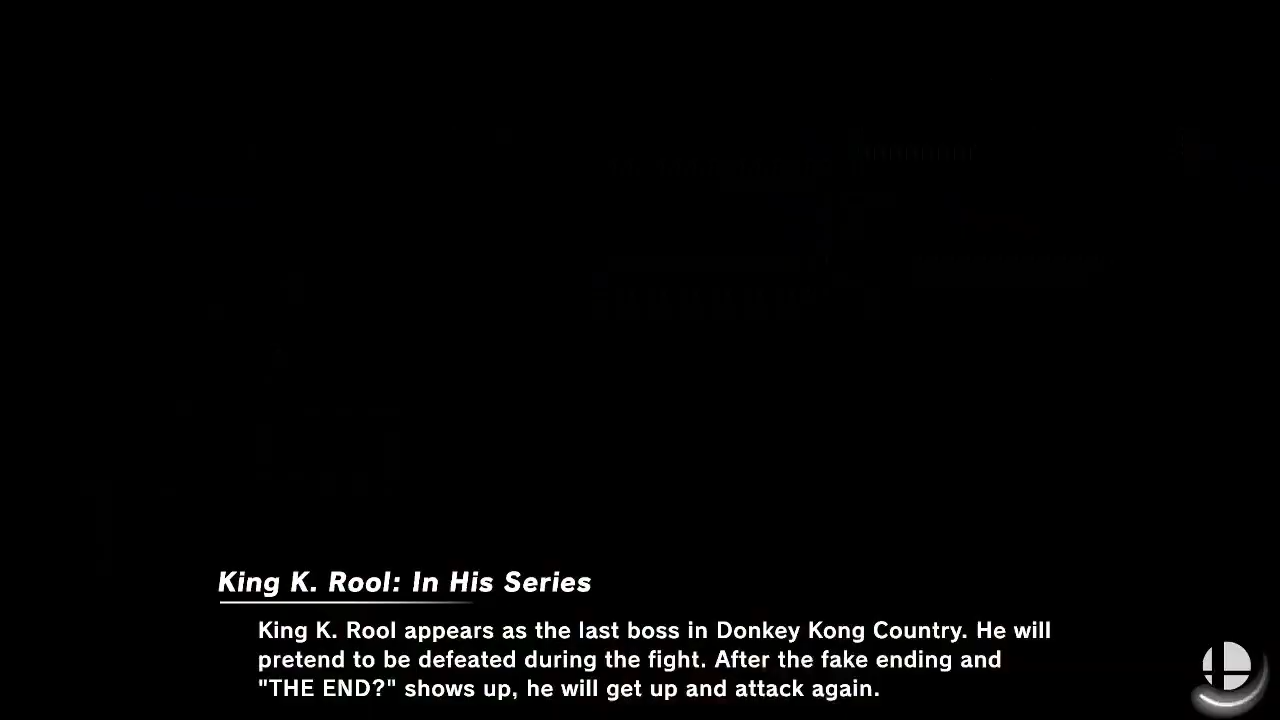 King K. Rool: In His Series
King K. Rool appears as the last boss in Donkey Kong Country. He will
pretend to be defeated during the fight. After the fake ending and
"THE END?" shows up, he will get up and attack again.